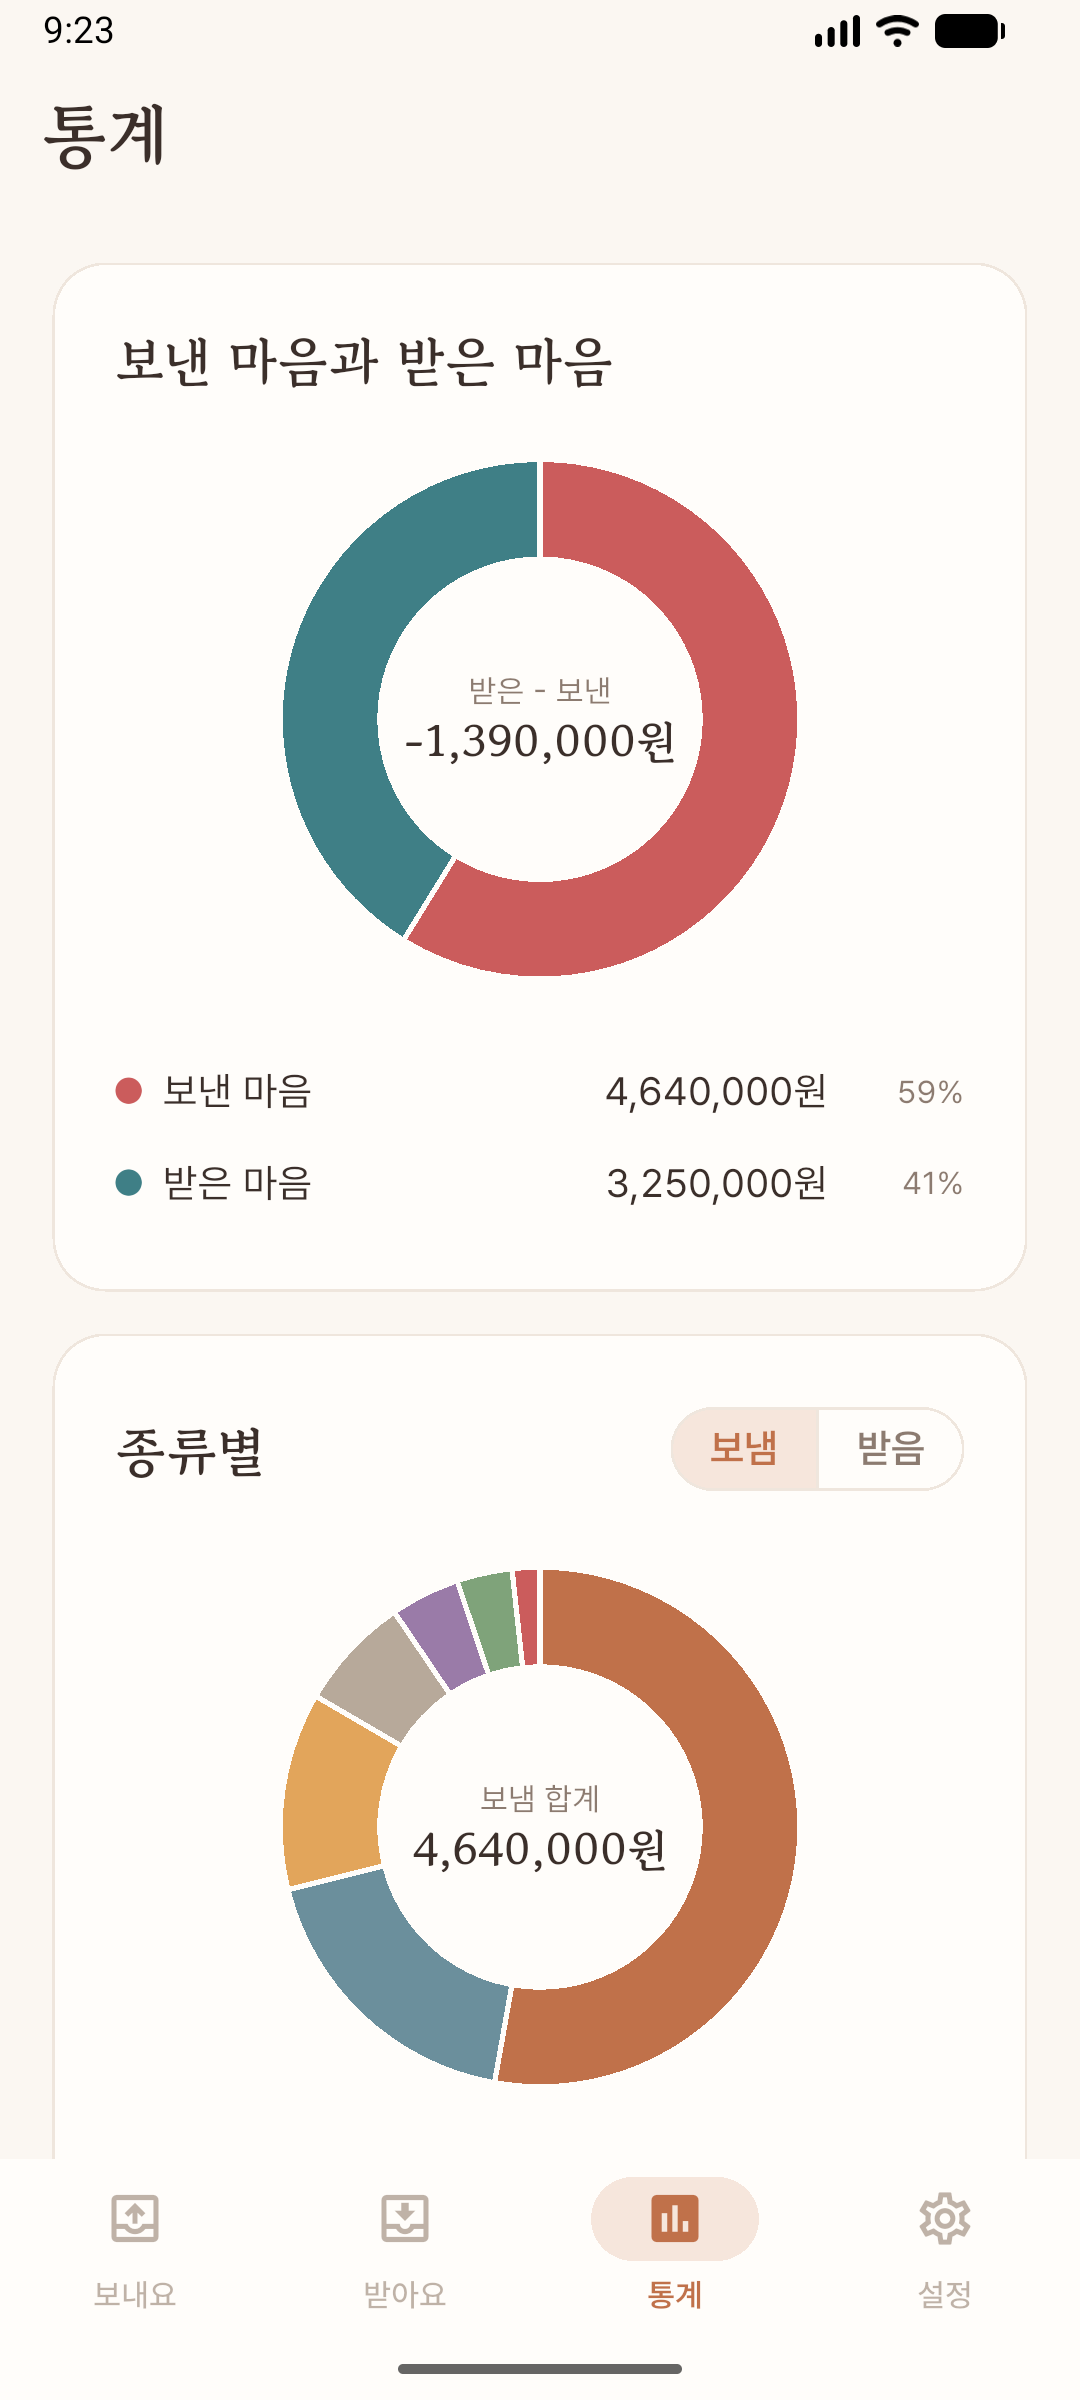 9:23
통계
보낸 마음과 받은 마음
받은 - 보낸
-1,390,000원
보낸 마음 4,640,000원 59%
받은 마음 3,250,000원 41%
종류별 보냄 받음
보냄 합계
4,640,000원
보내요 받아요 통계 설정